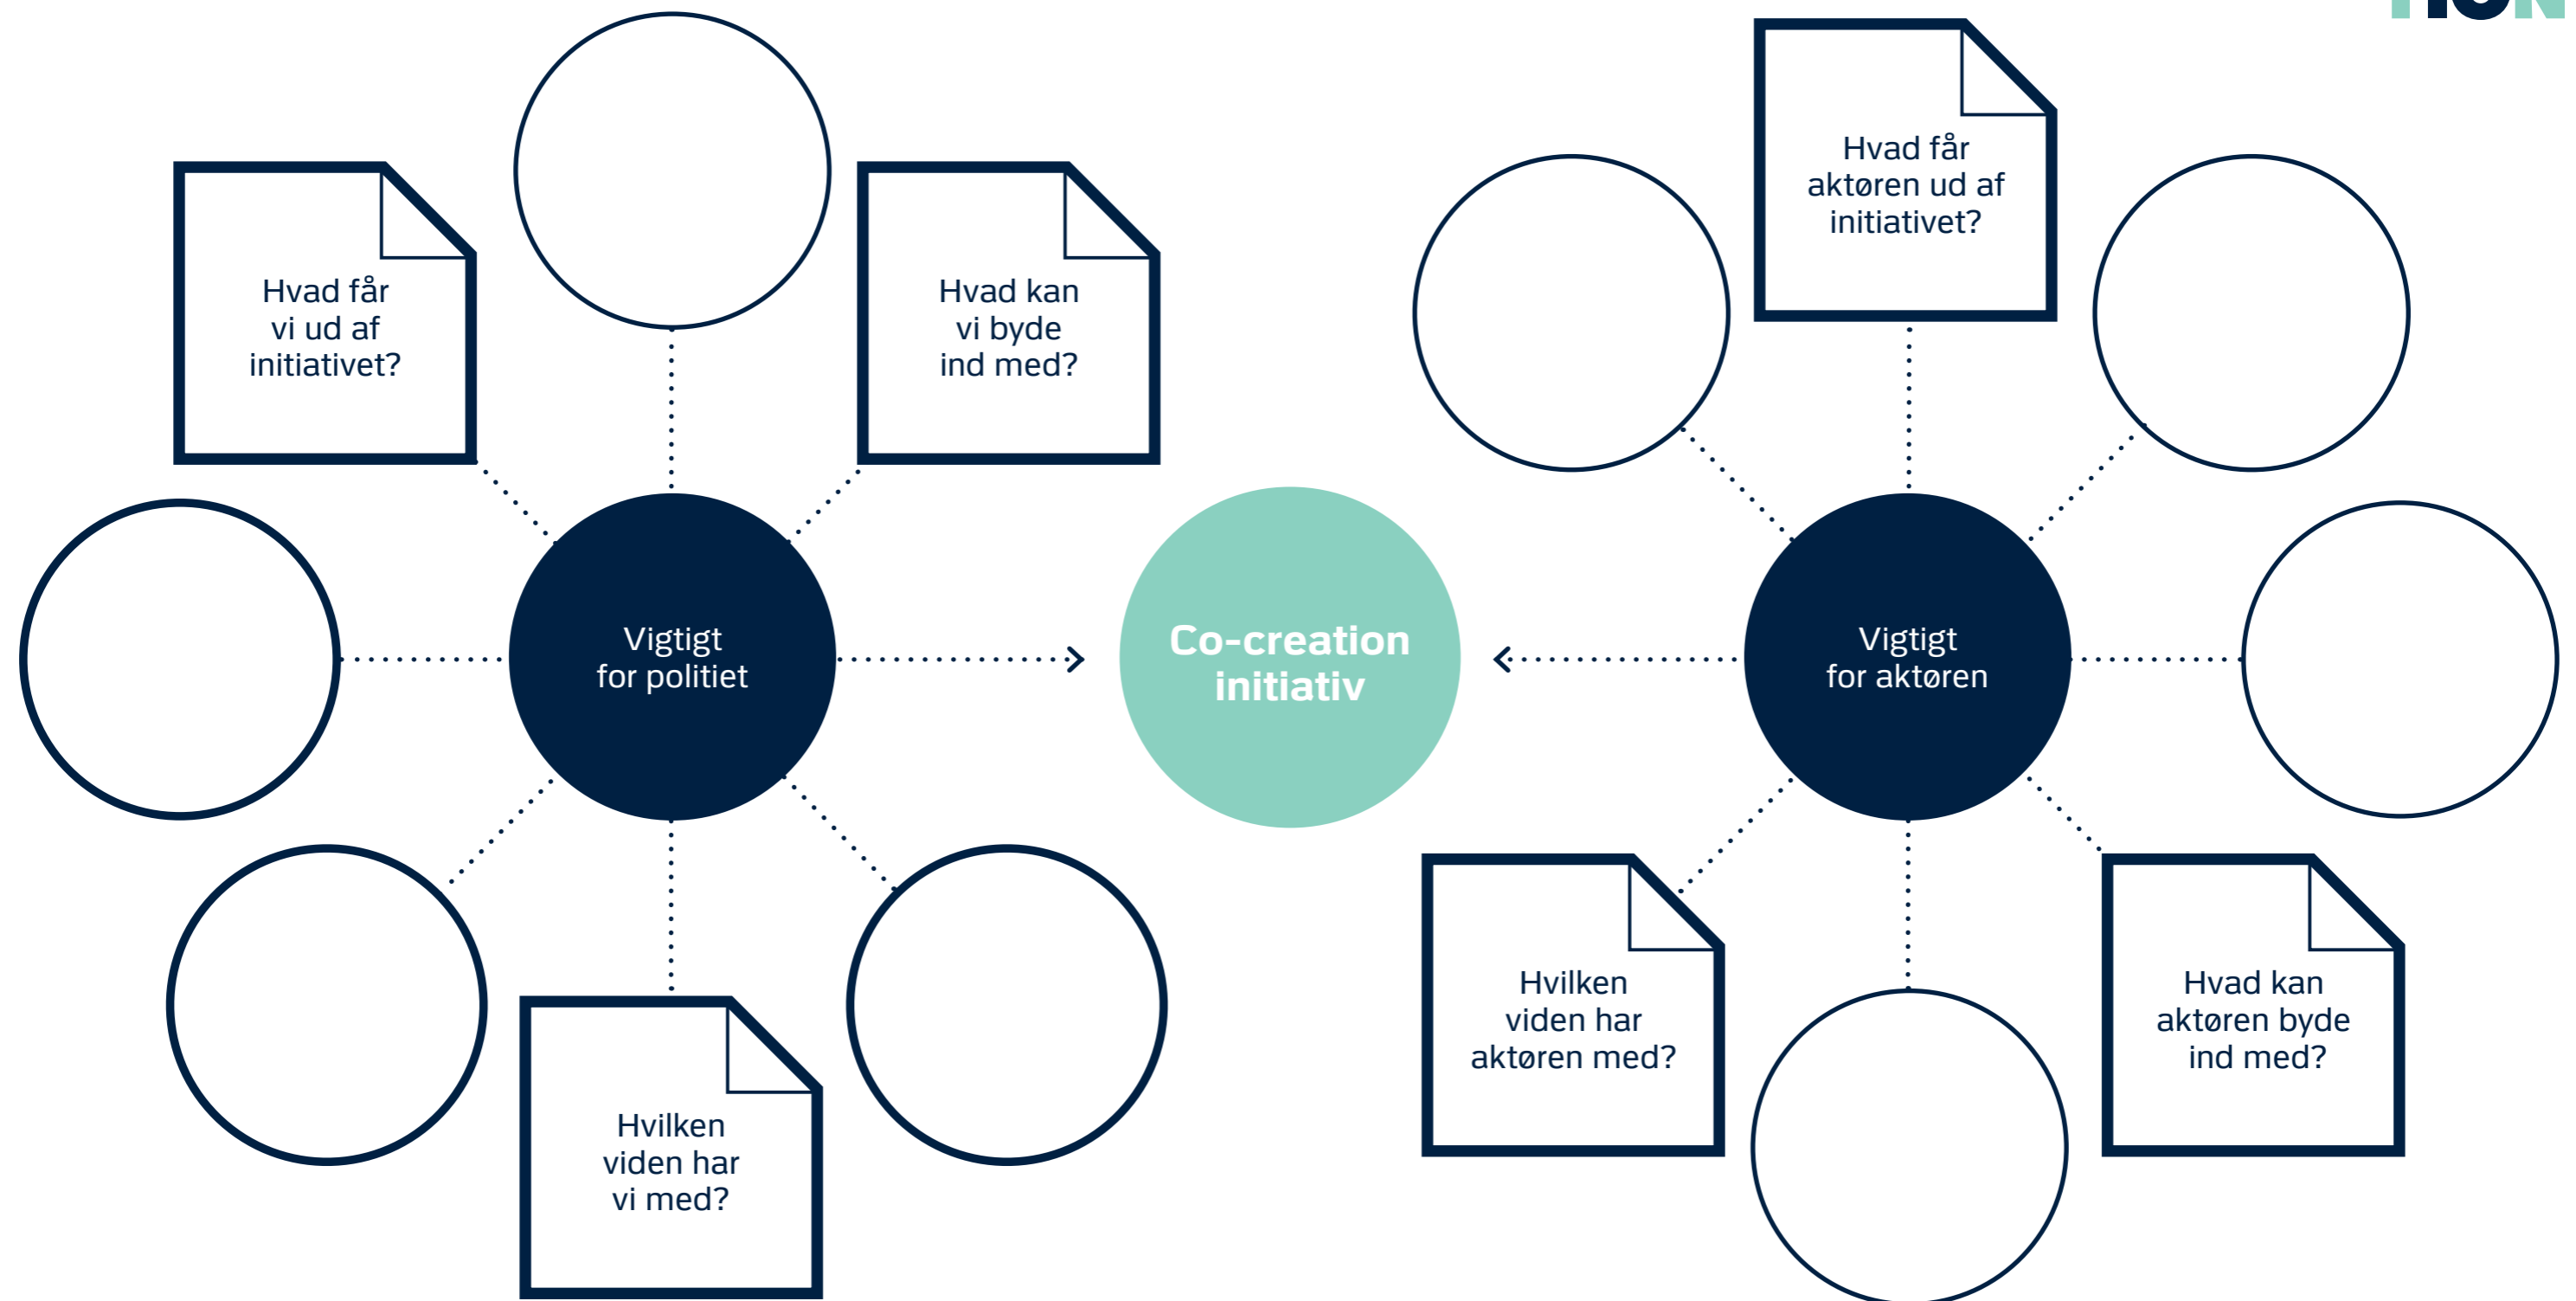 Hvad får
vi ud af
initiativet?
Hvad kan
vi byde
ind med?
Vigtigt
for politiet
Hvilken
viden har
vi med?
Co-creation
initiativ
Hvad får
aktøren ud af
initiativet?
Vigtigt
for aktøren
Hvilken
viden har
aktøren med?
Hvad kan
aktøren byde
ind med?